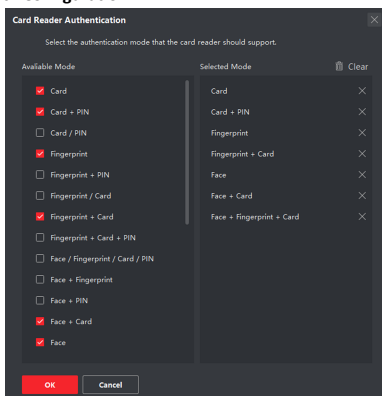 Card Reader Authentication
Select the authentication mode that the card reader should support.
Avaliable Mode
Selected Mode
Clear
Card
Card + PIN
Card / PIN
Fingerprint
Fingerprint + PIN
Fingerprint / Card
Fingerprint + Card
Fingerprint + Card + PIN
Face / Fingerprint / Card / PIN
Face + Fingerprint
Face + PIN
Face + Card
Face
Card
Card + PIN
Fingerprint
Fingerprint + Card
Face
Face + Card
Face + Fingerprint + Card
OK
Cancel